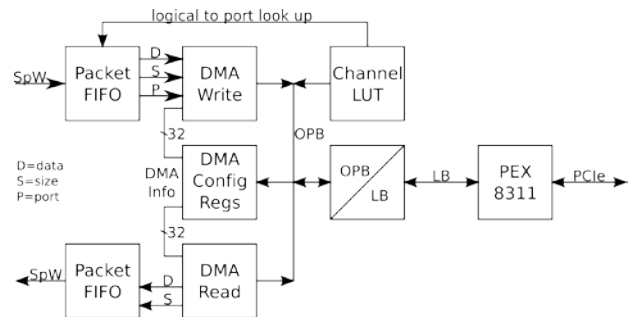 logical to port look up
SpW
Packet
FIFO
D
S
P
DMA
Write
Channel
LUT
32
OPB
D=data
S=size
P=port
DMA
Info
DMA
Config
Regs
OPB
LB
LB
PEX
8311
PCIe
32
SpW
Packet
FIFO
D
S
DMA
Read